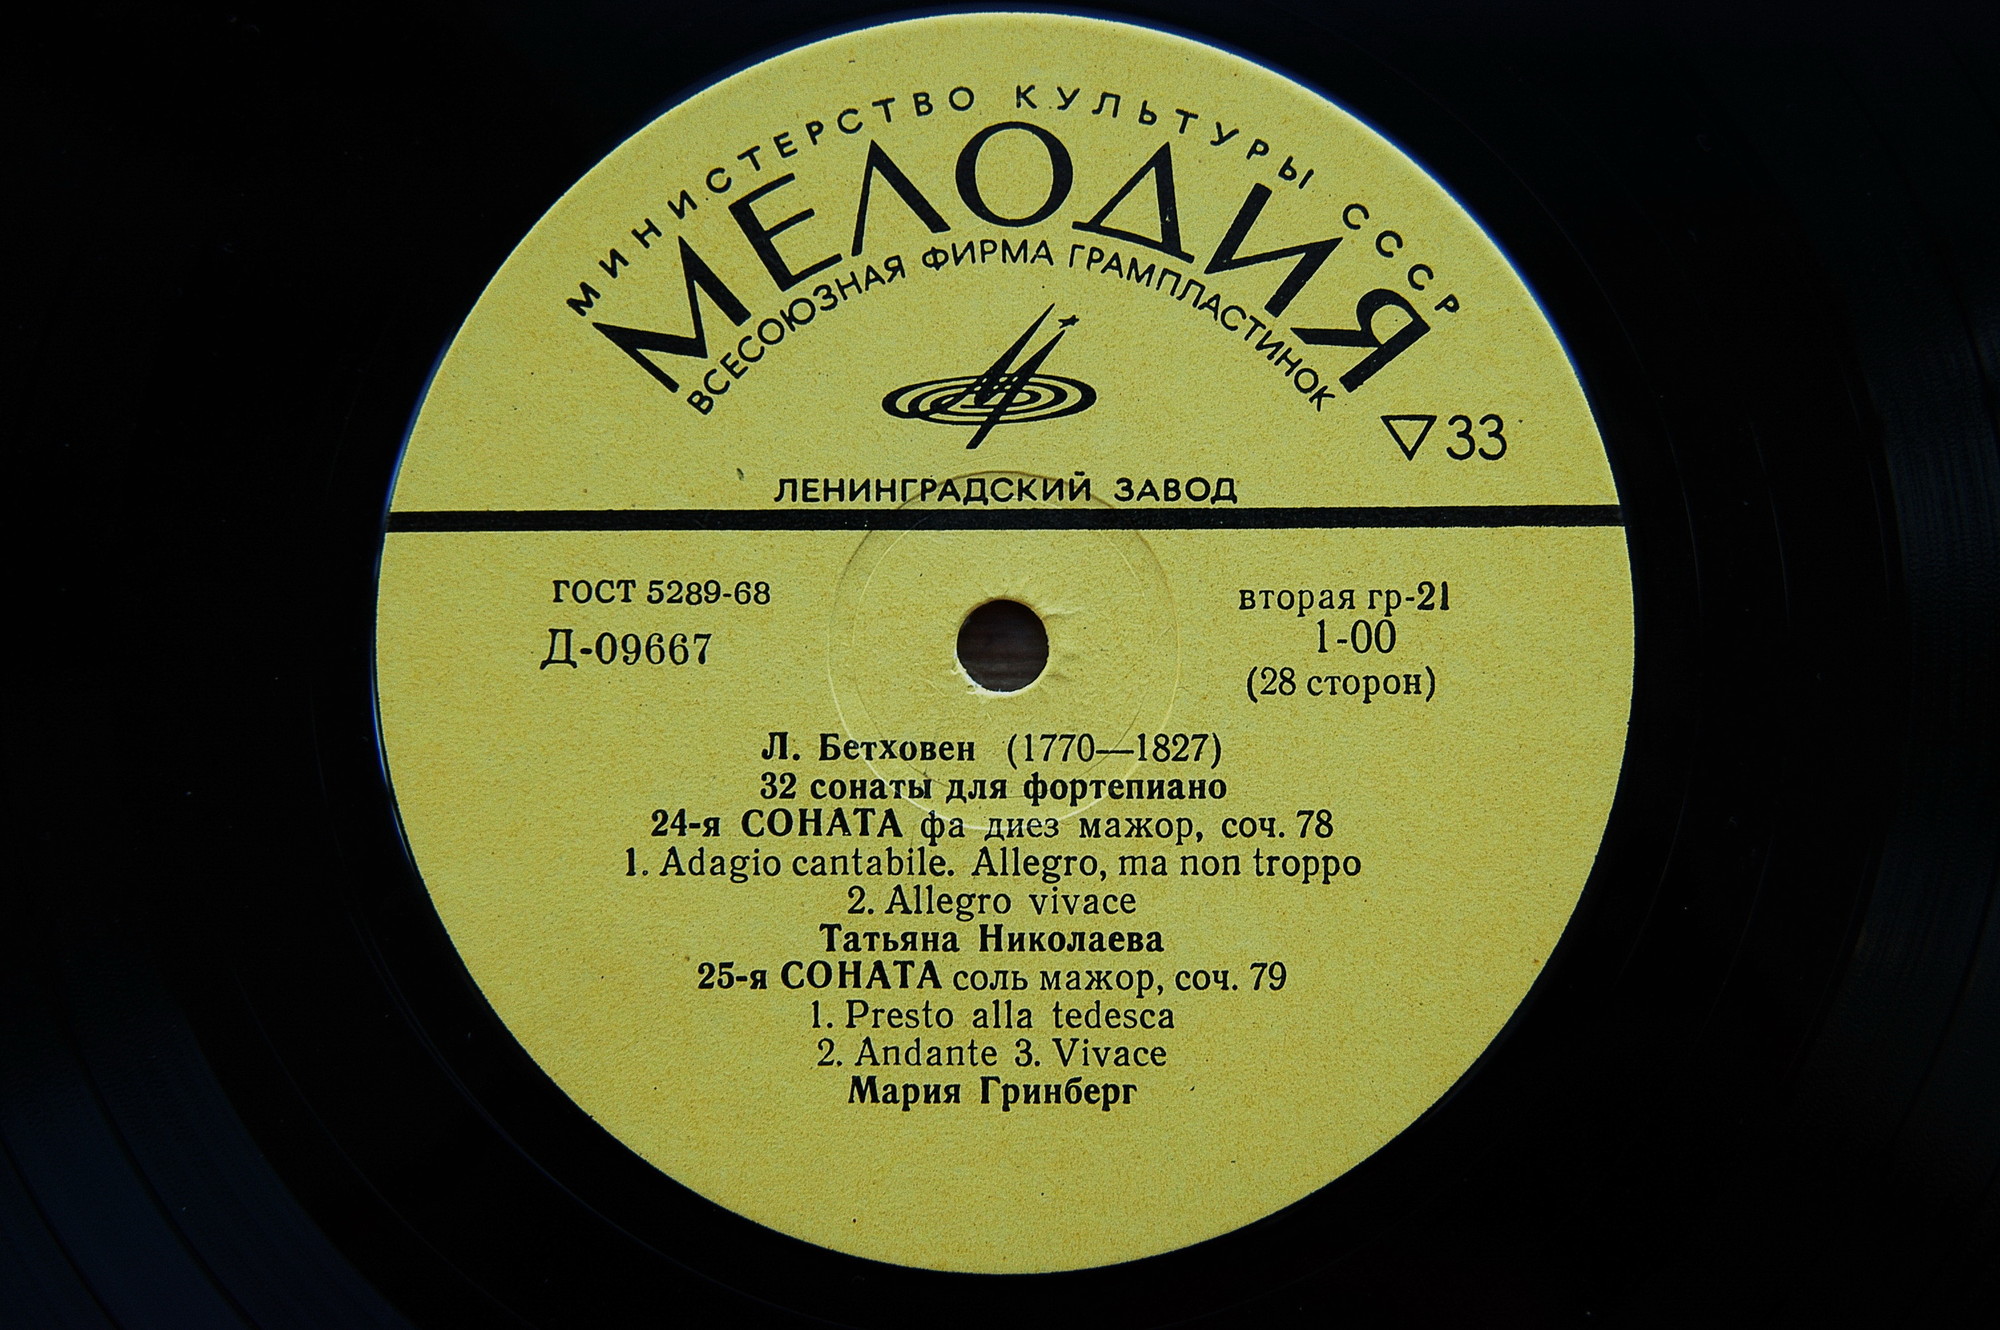 МИНИСТЕРСТВО КУЛЬТУРЫ СССР
МЕЛОДИЯ
ВСЕСОЮЗНАЯ ФИРМА ГРАМПЛАСТИНОК
33
ЛЕНИНГРАДСКИЙ ЗАВОД
ГОСТ 5289-68
Д-09667
вторая гр-21
1-00
(28 сторон)
Л. Бетховен (1770—1827)
32 сонаты для фортепиано
24-я СОНАТА фа диез мажор, соч. 78
1. Adagio cantabile. Allegro, ma non troppo
2. Allegro vivace
Татьяна Николаева
25-я СОНАТА соль мажор, соч. 79
1. Presto alla tedesca
2. Andante 3. Vivace
Мария Гринберг